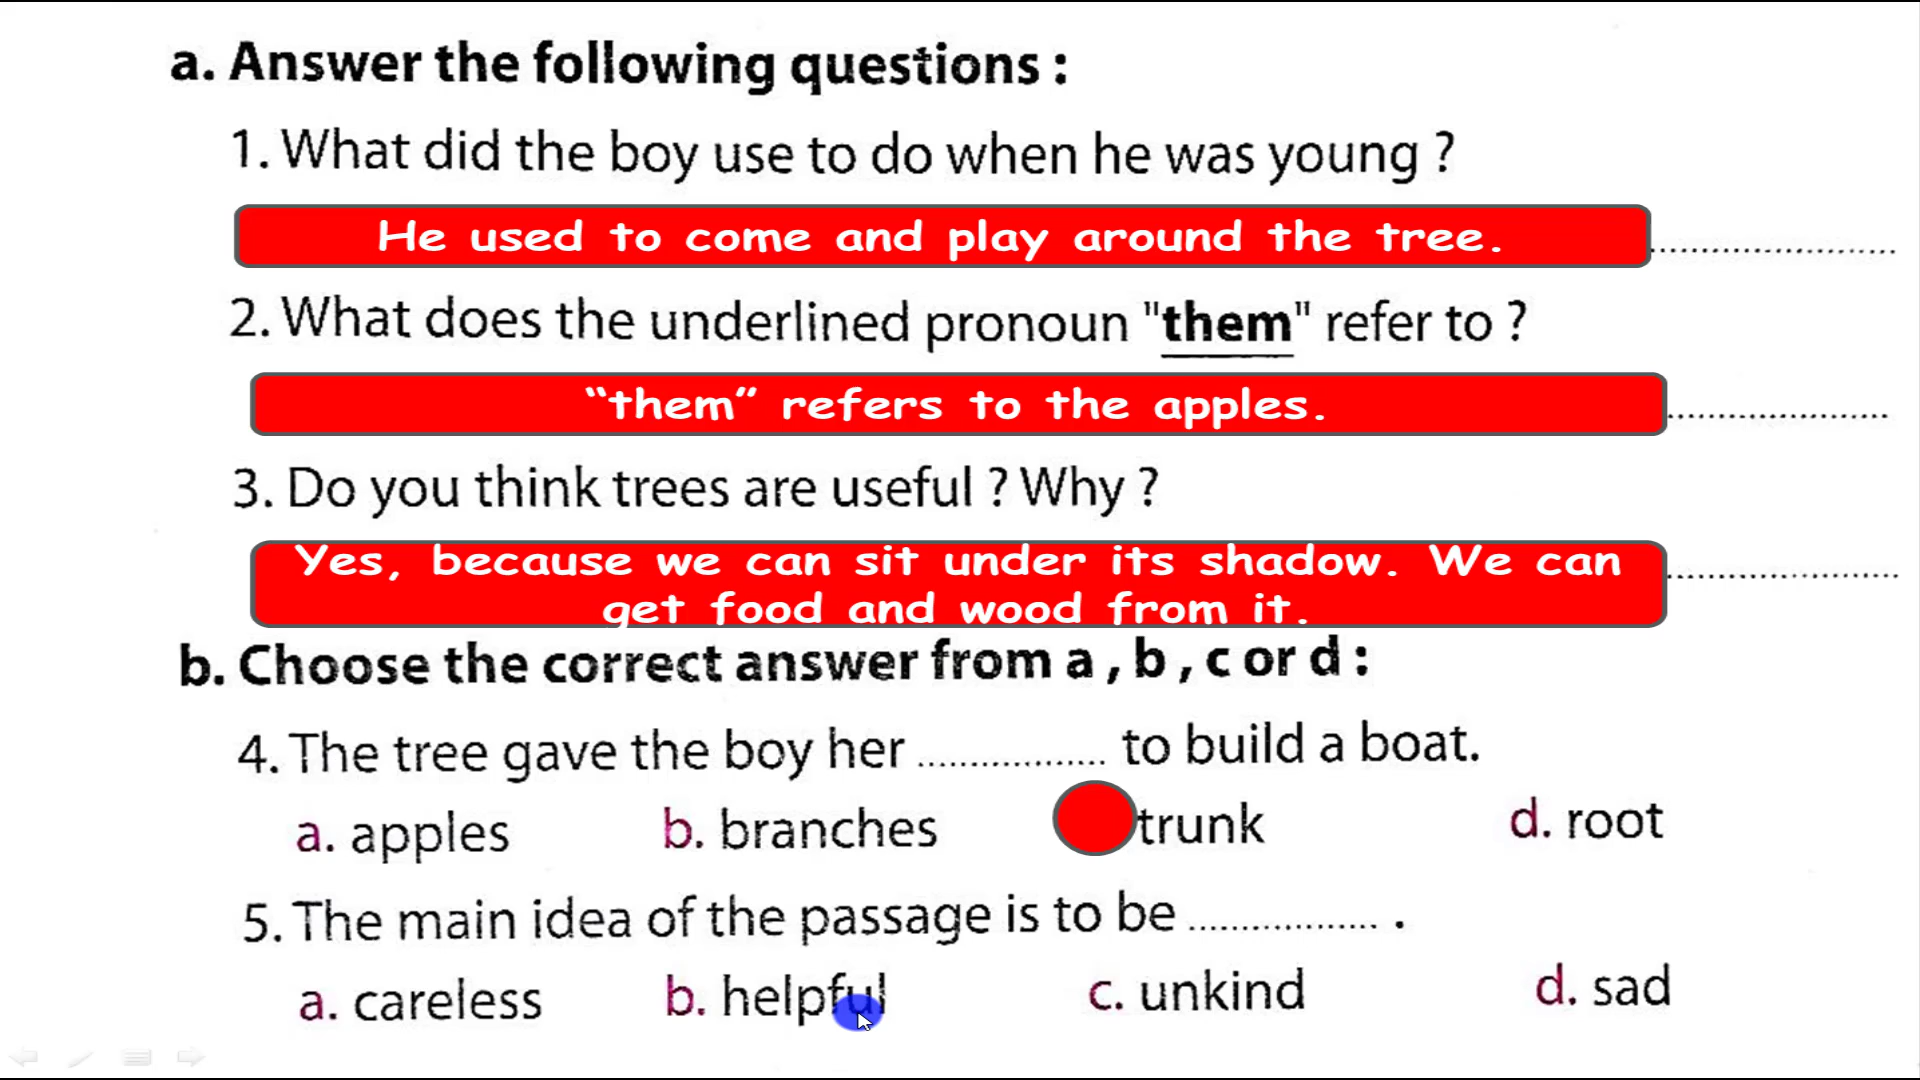 a. Answer the following questions :
1. What did the boy use to do when he was young ?
He used to come and play around the tree.
2. What does the underlined pronoun "them" refer to ?
“them” refers to the apples.
3. Do you think trees are useful ? Why ?
Yes, because we can sit under its shadow. We can
get food and wood from it.
b. Choose the correct answer from a , b , c or d :
4. The tree gave the boy her .................. to build a boat.
a. apples b. branches trunk d. root
5. The main idea of the passage is to be .................. .
a. careless b. helpful c. unkind d. sad